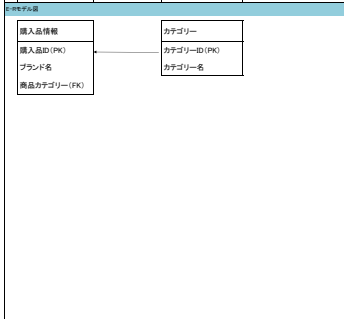 E-Rモデル図
購入品情報
カテゴリー
購入品ID(PK)
カテゴリーID(PK)
ブランド名
カテゴリー名
商品カテゴリー(FK)